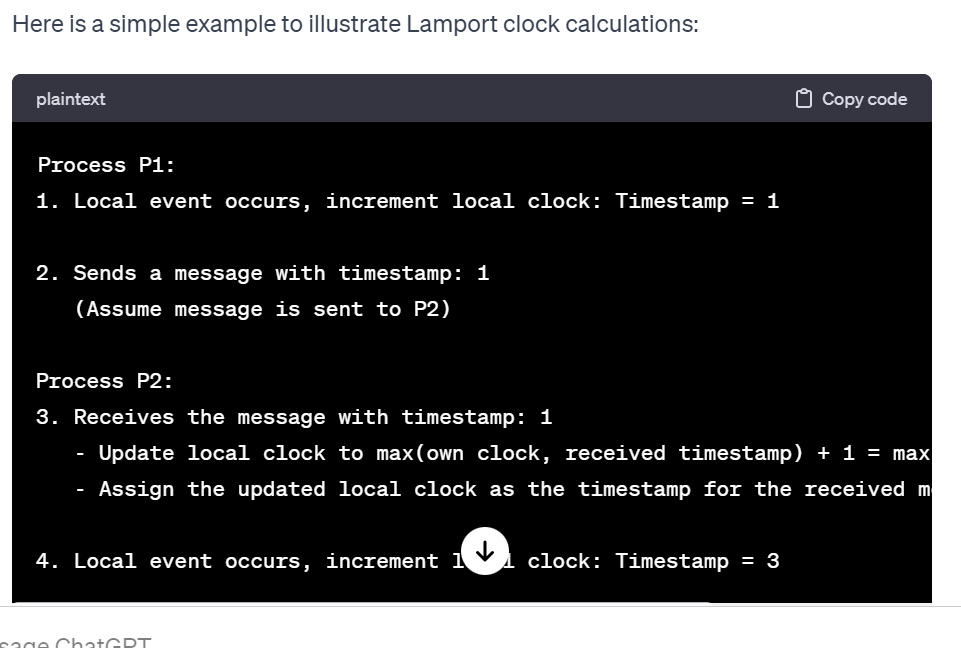 Here is a simple example to illustrate Lamport clock calculations:
plaintext
Copy code
Process P1:
1. Local event occurs, increment local clock: Timestamp = 1
2. Sends a message with timestamp: 1
(Assume message is sent to P2)
Process P2:
3. Receives the message with timestamp: 1
- Update local clock to max(own clock, received timestamp) + 1 = max
- Assign the updated local clock as the timestamp for the received
4. Local event occurs, increment clock: Timestamp = 3
ChatGPT